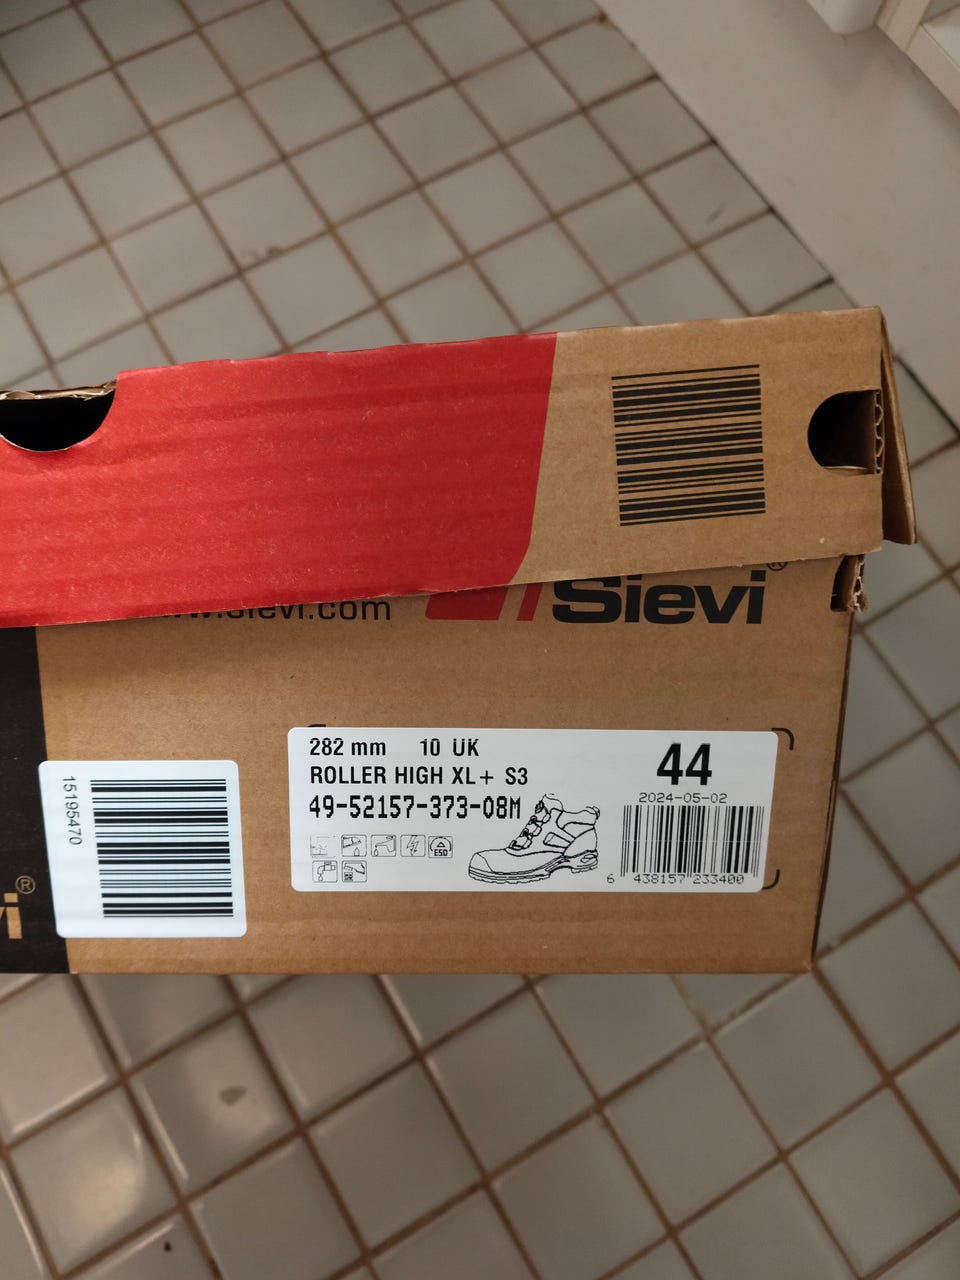 www.sievi.com
Sievi®
282 mm 10 UK
ROLLER HIGH XL+ S3
49-52157-373-08M
ESD
44
2024-05-02
6 438157 233400
15195470
®